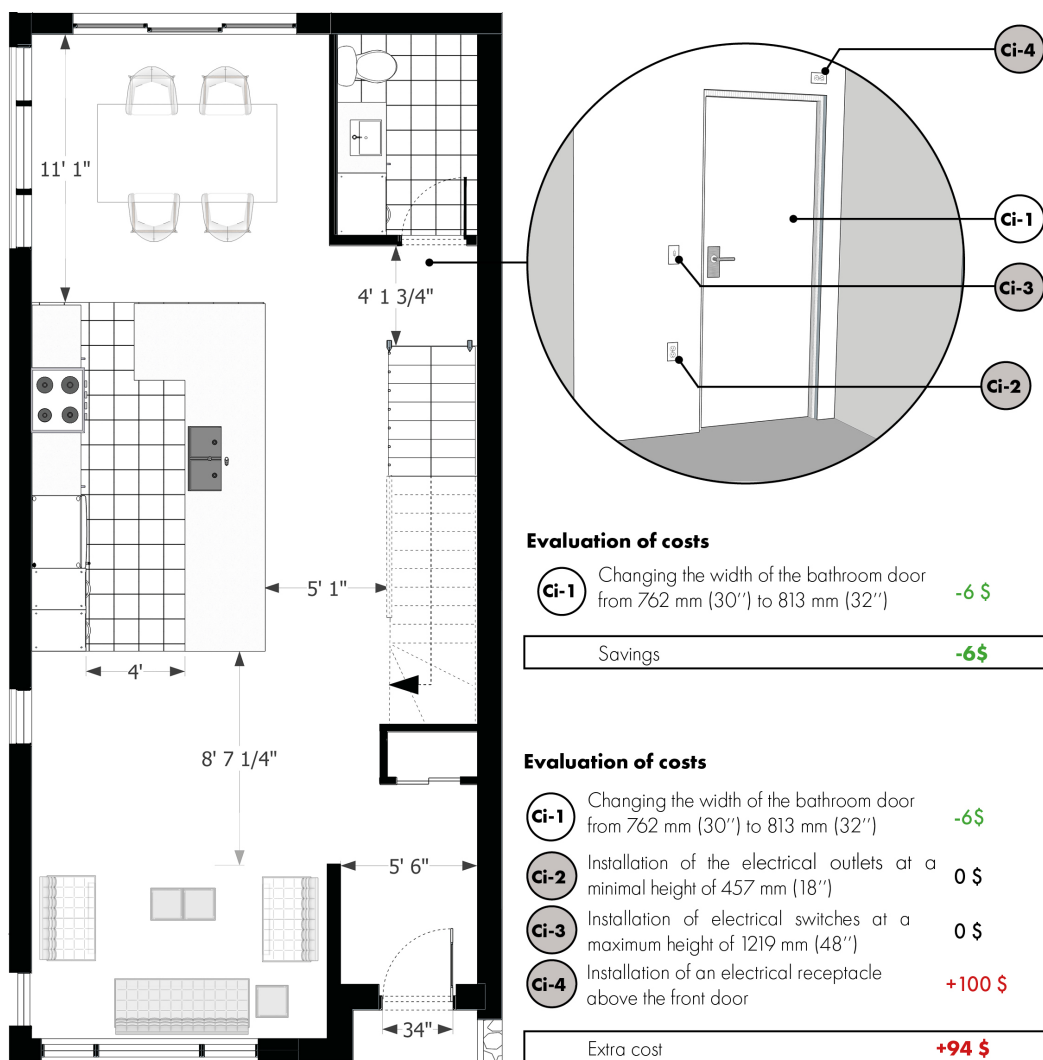 11' 1"
4' 1 3/4"
5' 1"
4'
8' 7 1/4"
5' 6"
34"
Ci-4
Ci-1
Ci-3
Ci-2
Evaluation of costs
Ci-1
Changing the width of the bathroom door
from 762 mm (30’’) to 813 mm (32’’)
-6 $
Savings -6$
Evaluation of costs
Ci-1
Changing the width of the bathroom door
from 762 mm (30’’) to 813 mm (32’’)
-6$
Ci-2
Installation of the electrical outlets at a
minimal height of 457 mm (18’’)
0 $
Ci-3
Installation of electrical switches at a
maximum height of 1219 mm (48’’)
0 $
Ci-4
Installation of an electrical receptacle
above the front door
+100 $
Extra cost +94 $